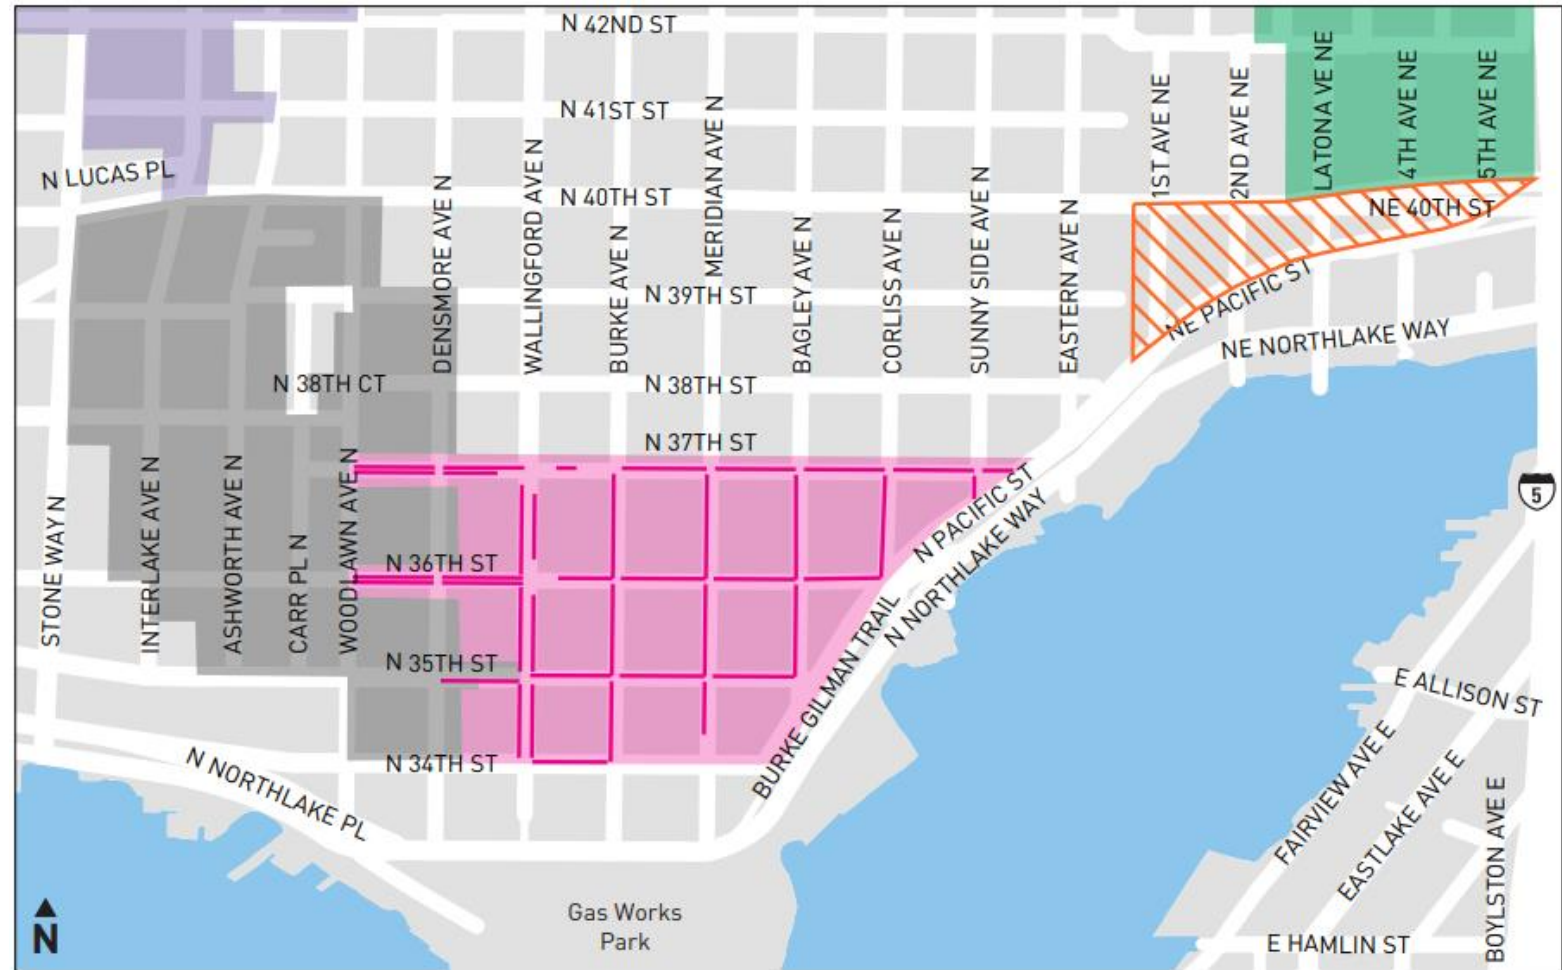 N 42ND ST
N 41ST ST
N LUCAS PL
N 40TH ST
NE 40TH ST
1ST AVE NE
2ND AVE NE
LATONA AVE NE
4TH AVE NE
5TH AVE NE
DENSMORE AVE N
WALLINGFORD AVE N
BURKE AVE N
MERIDIAN AVE N
BAGLEY AVE N
CORLISS AVE N
SUNNY SIDE AVE N
EASTERN AVE N
N 39TH ST
NE PACIFIC ST
NE NORTHLAKE WAY
N 38TH CT
N 38TH ST
N 37TH ST
STONE WAY N
INTERLAKE AVE N
ASHWORTH AVE N
CARR PL N
WOODLAWN AVE N
N 36TH ST
N PACIFIC ST
N NORTHLAKE WAY
5
N 35TH ST
BURKE GILMAN TRAIL
E ALLISON ST
N 34TH ST
N NORTHLAKE PL
FAIRVIEW AVE E
EASTLAKE AVE E
BOYLSTON AVE E
Gas Works
Park
E HAMLIN ST
N